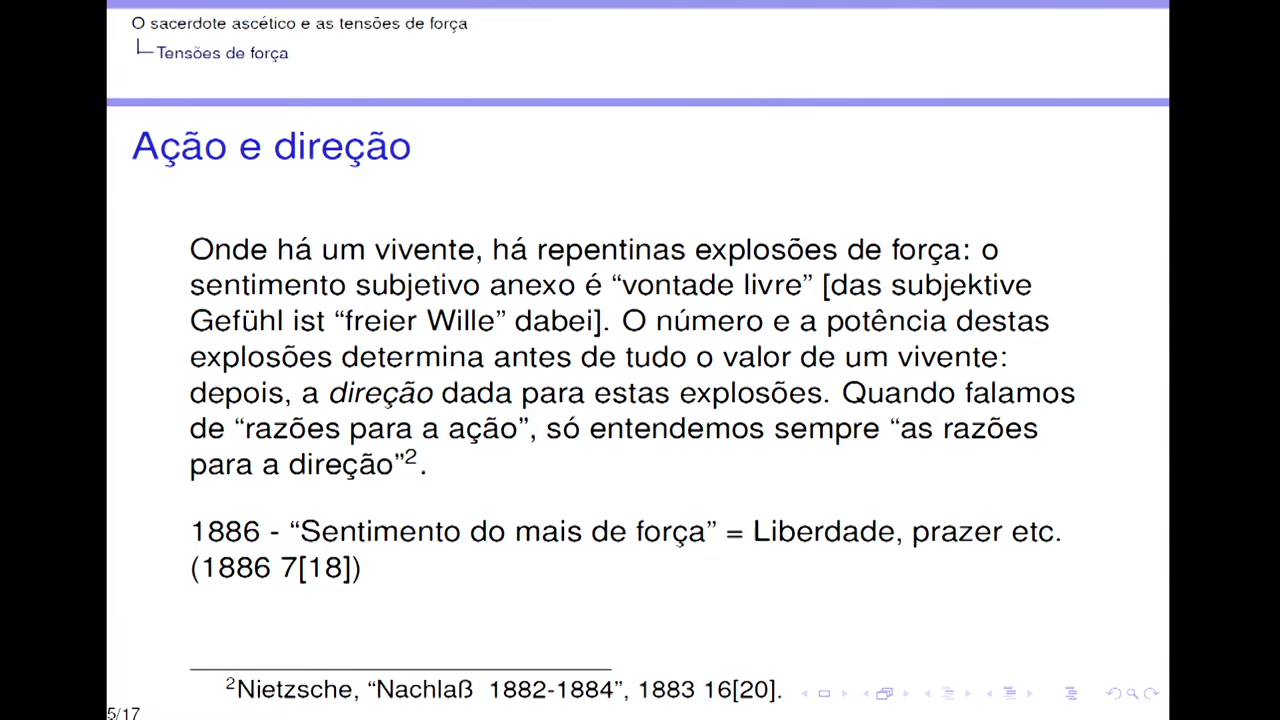 O sacerdote ascético e as tensões de força
Tensões de força
Ação e direção
Onde há um vivente, há repentinas explosões de força: o
sentimento subjetivo anexo é “vontade livre” [das subjektive
Gefühl ist “freier Wille” dabei]. O número e a potência destas
explosões determina antes de tudo o valor de um vivente:
depois, a direção dada para estas explosões. Quando falamos
de “razões para a ação”, só entendemos sempre “as razões
para a direção”².
1886 - “Sentimento do mais de força” = Liberdade, prazer etc.
(1886 7[18])
²Nietzsche, “Nachlaß 1882-1884”, 1883 16[20].
5/17